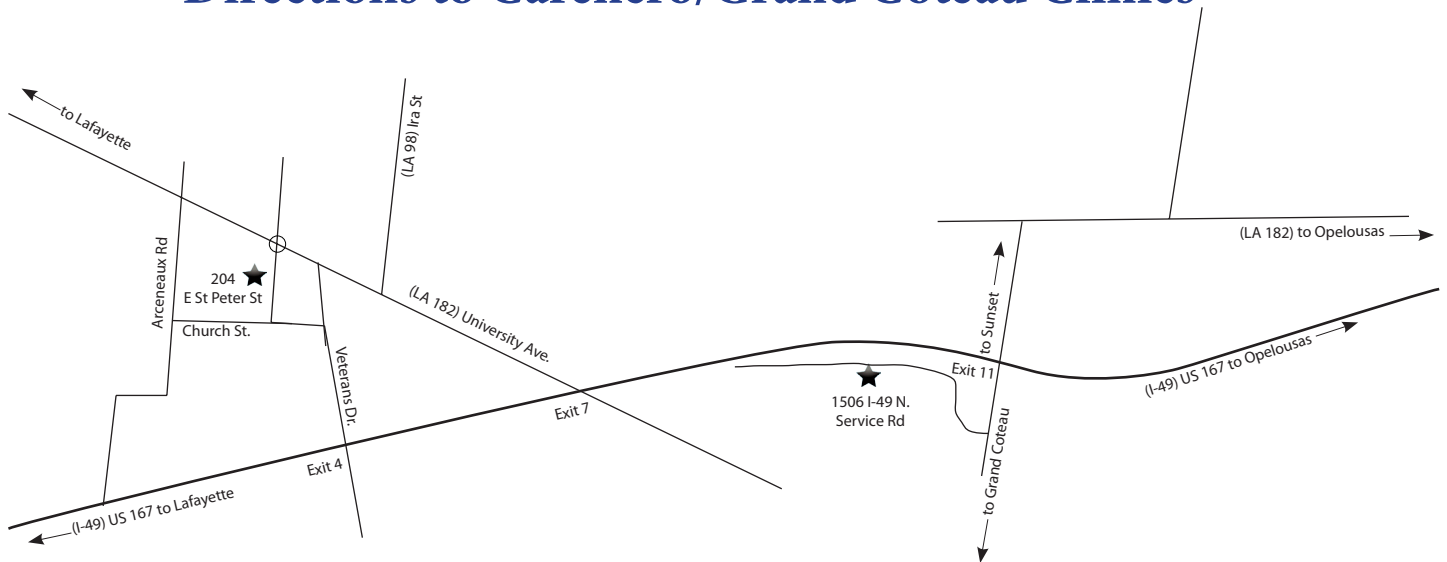 Directions to Carencro/Grand Coteau Clinics
to Lafayette
(LA 98) Ira St
Arceneaux Rd
204
E St Peter St
Church St.
Veterans Dr.
(LA 182) University Ave.
Exit 4
Exit 7
(I-49) US 167 to Lafayette
1506 I-49 N.
Service Rd
Exit 11
to Sunset
to Grand Coteau
(LA 182) to Opelousas
(I-49) US 167 to Opelousas